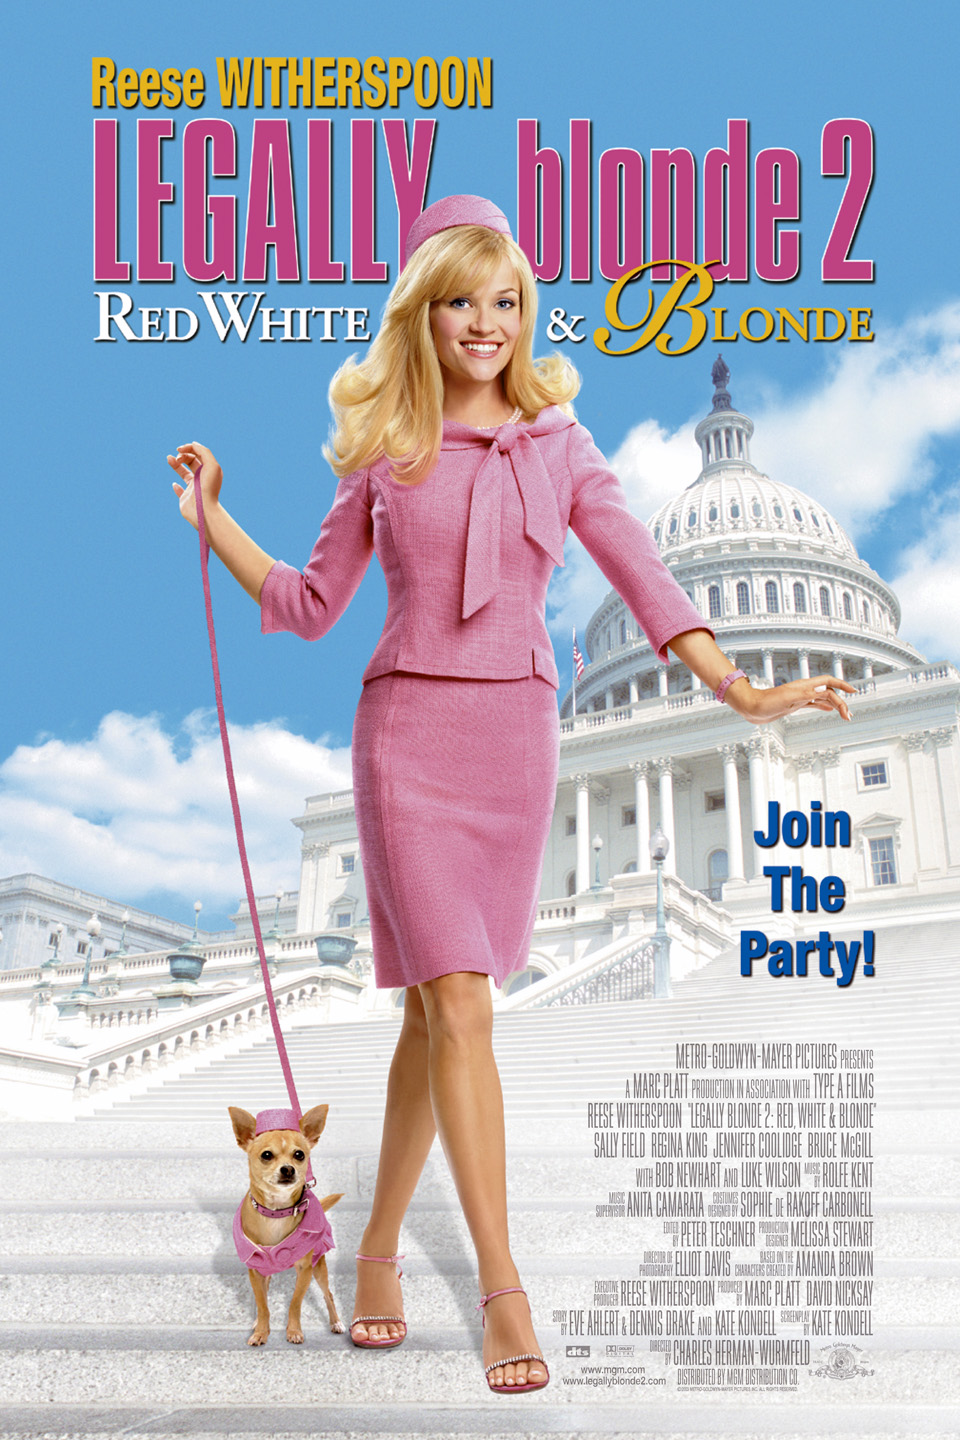 Reese WITHERSPOON
LEGALLY blonde 2
RED WHITE & BLONDE
Join
The
Party!
METRO-GOLDWYN-MAYER PICTURES PRESENTS
A MARC PLATT PRODUCTION IN ASSOCIATION WITH TYPE A FILMS
REESE WITHERSPOON "LEGALLY BLONDE 2: RED, WHITE & BLONDE"
SALLY FIELD REGINA KING JENNIFER COOLIDGE BRUCE McGILL
WITH BOB NEWHART AND LUKE WILSON MUSIC BY ROLFE KENT
MUSIC SUPERVISOR ANITA CAMARATA COSTUMES DESIGNED BY SOPHIE DE RAKOFF CARBONELL
EDITED BY PETER TESCHNER PRODUCTION DESIGNER MELISSA STEWART
DIRECTOR OF PHOTOGRAPHY ELLIOT DAVIS BASED ON THE CHARACTERS CREATED BY AMANDA BROWN
EXECUTIVE PRODUCER REESE WITHERSPOON PRODUCED BY MARC PLATT DAVID NICKSAY
STORY BY EVE AHLERT & DENNIS DRAKE AND KATE KONDELL SCREENPLAY BY KATE KONDELL
DIRECTED BY CHARLES HERMAN-WURMFELD
dts DOLBY DIGITAL
www.mgm.com
DISTRIBUTED BY MGM DISTRIBUTION CO.
www.legallyblonde2.com